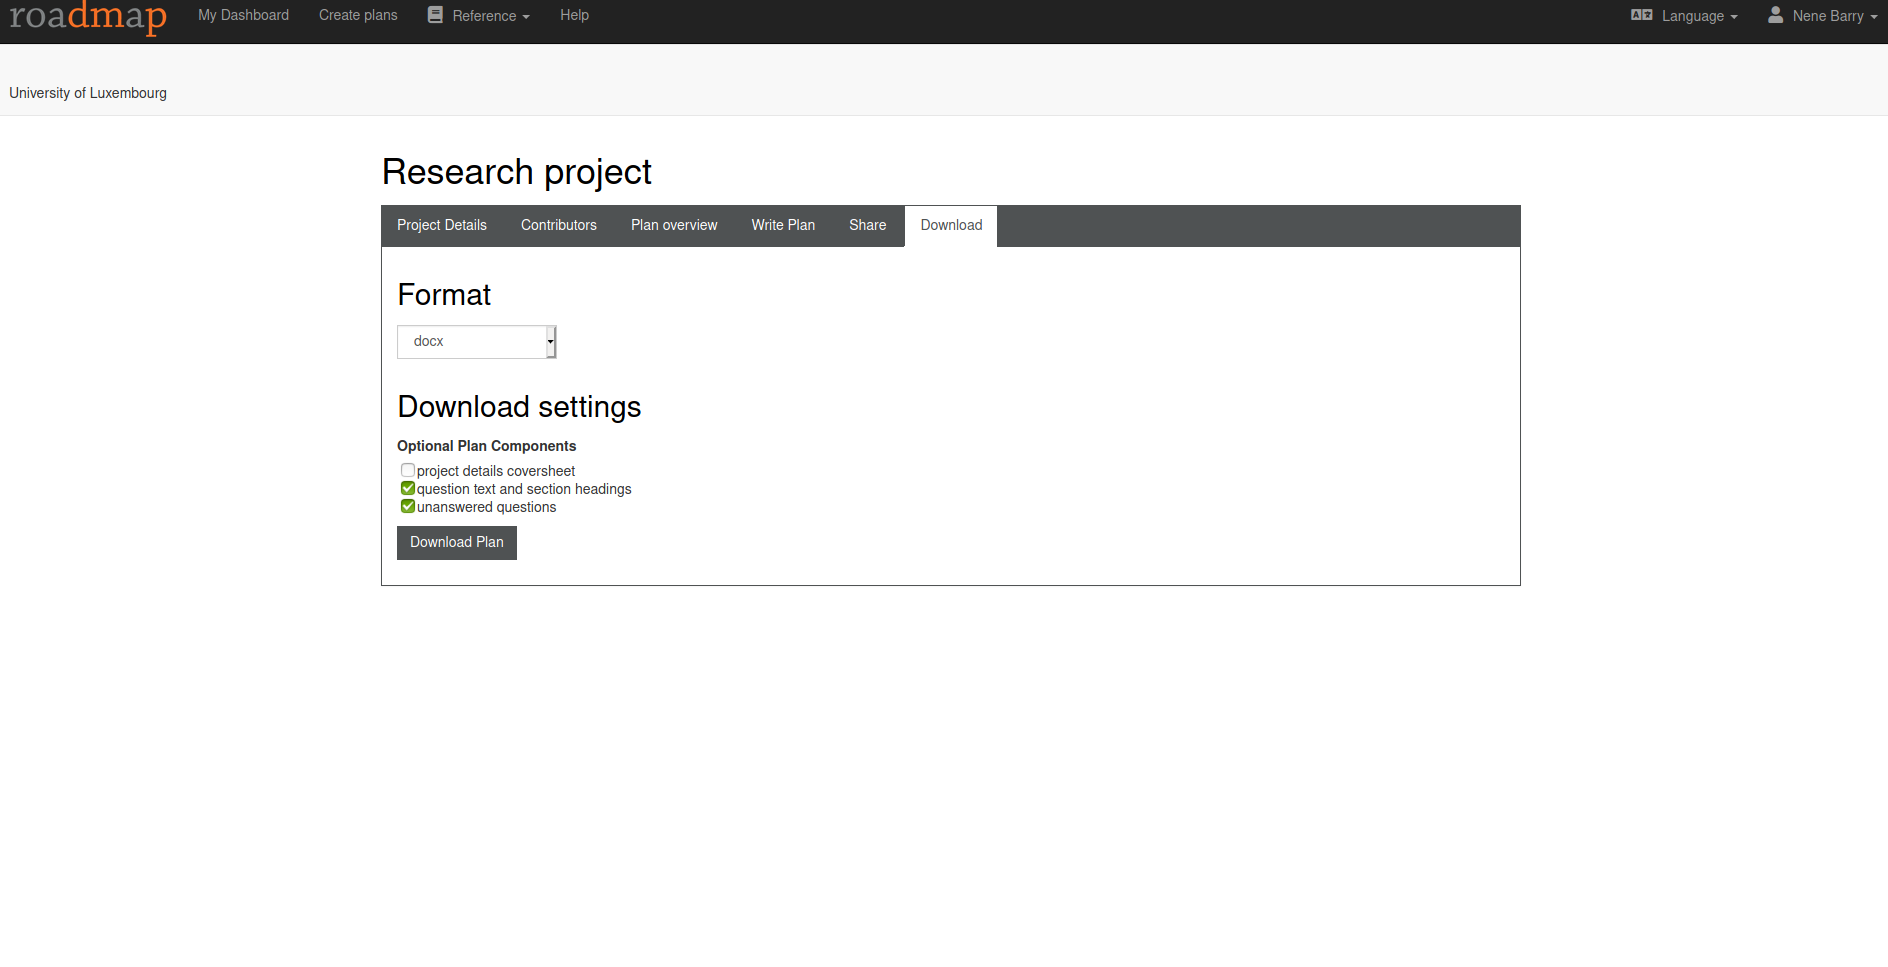 roadmap My Dashboard Create plans Reference Help Language Nene Barry
University of Luxembourg
Research project
Project Details Contributors Plan overview Write Plan Share Download
Format
docx
Download settings
Optional Plan Components
project details coversheet
question text and section headings
unanswered questions
Download Plan